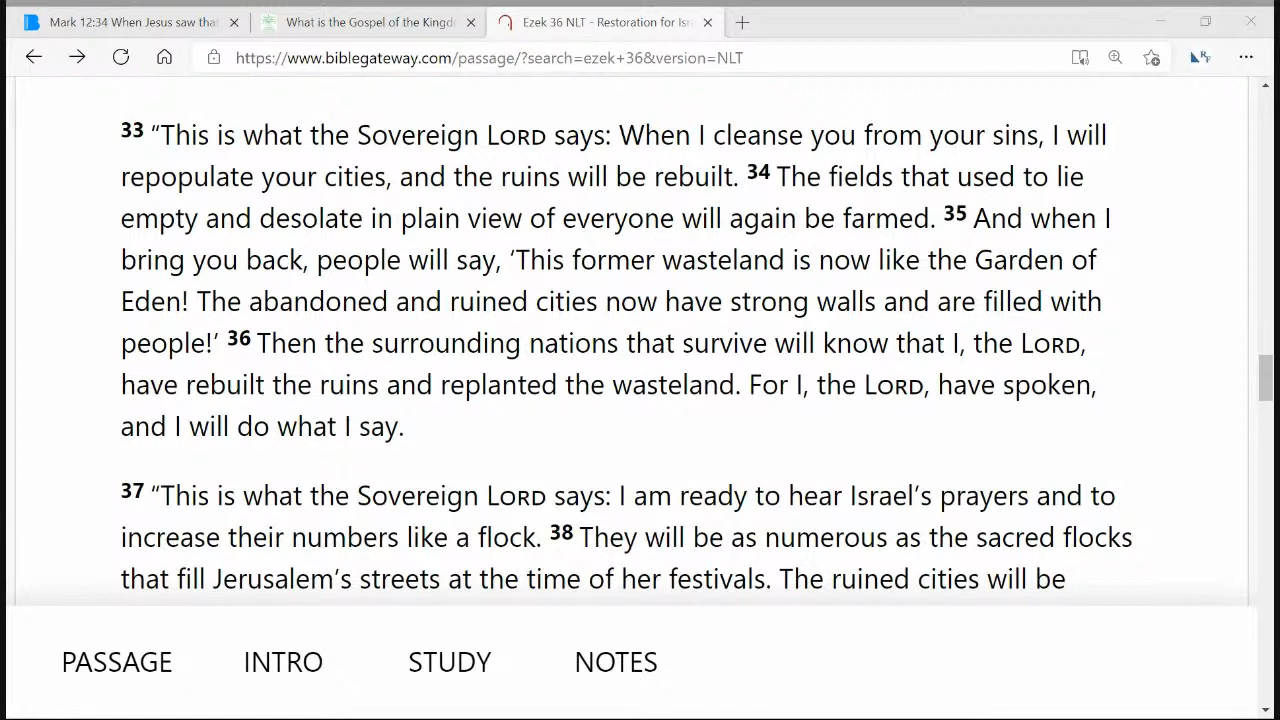 Mark 12:34 When Jesus saw that
What is the Gospel of the Kingd
Ezek 36 NLT - Restoration for Isr
https://www.biblegateway.com/passage/?search=ezek+36&version=NLT
33 “This is what the Sovereign LORD says: When I cleanse you from your sins, I will
repopulate your cities, and the ruins will be rebuilt. 34 The fields that used to lie
empty and desolate in plain view of everyone will again be farmed. 35 And when I
bring you back, people will say, ‘This former wasteland is now like the Garden of
Eden! The abandoned and ruined cities now have strong walls and are filled with
people!’ 36 Then the surrounding nations that survive will know that I, the LORD,
have rebuilt the ruins and replanted the wasteland. For I, the LORD, have spoken,
and I will do what I say.
37 “This is what the Sovereign LORD says: I am ready to hear Israel’s prayers and to
increase their numbers like a flock. 38 They will be as numerous as the sacred flocks
that fill Jerusalem’s streets at the time of her festivals. The ruined cities will be
PASSAGE INTRO STUDY NOTES